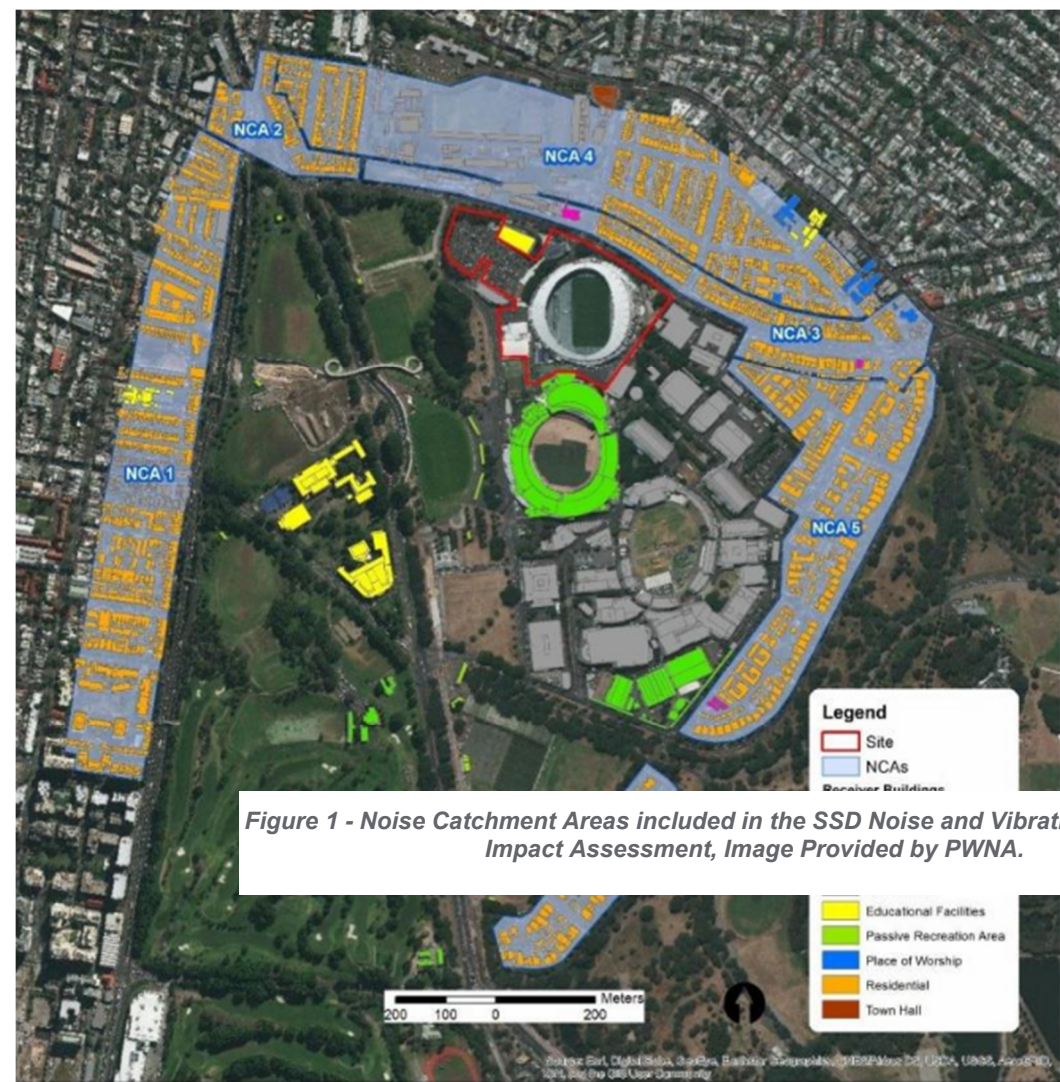 NCA 2
NCA 4
NCA 3
NCA 1
NCA 5
Legend
Site
NCAs
Receiver Buildings
Figure 1 - Noise Catchment Areas included in the SSD Noise and Vibrati
Impact Assessment, Image Provided by PWNA.
Educational Facilities
Passive Recreation Area
Place of Worship
Residential
Town Hall
Meters
200 100 0 200